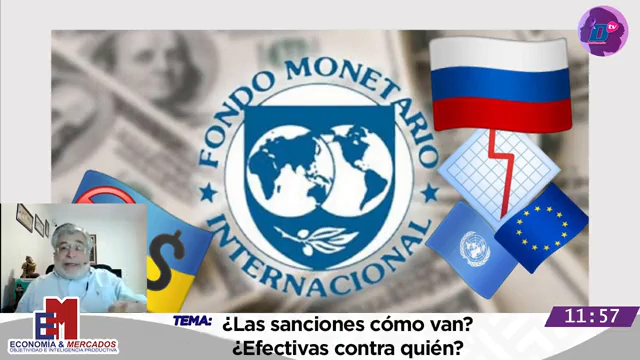 D tv
FONDO MONETARIO
INTERNACIONAL
$
EM
ECONOMÍA & MERCADOS
OBJETIVIDAD E INTELIGENCIA PRODUCTIVA
TEMA: ¿Las sanciones cómo van?
¿Efectivas contra quién?
11:57